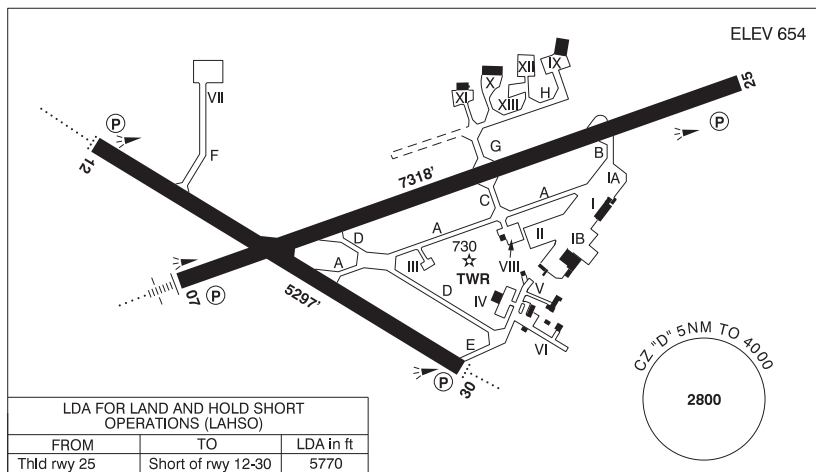 ELEV 654
XII
IX
X
XI
XIII
H
VII
25
P
P
12
F
G
B
7318'
IA
C
A
I
D
A
II
730
IB
III
A
TWR
VIII
07
P
5297'
D
IV
V
VI
E
P
30
CZ "D" 5NM TO 4000
2800
LDA FOR LAND AND HOLD SHORT
OPERATIONS (LAHSO)
FROM TO LDA in ft
Thld rwy 25 Short of rwy 12-30 5770